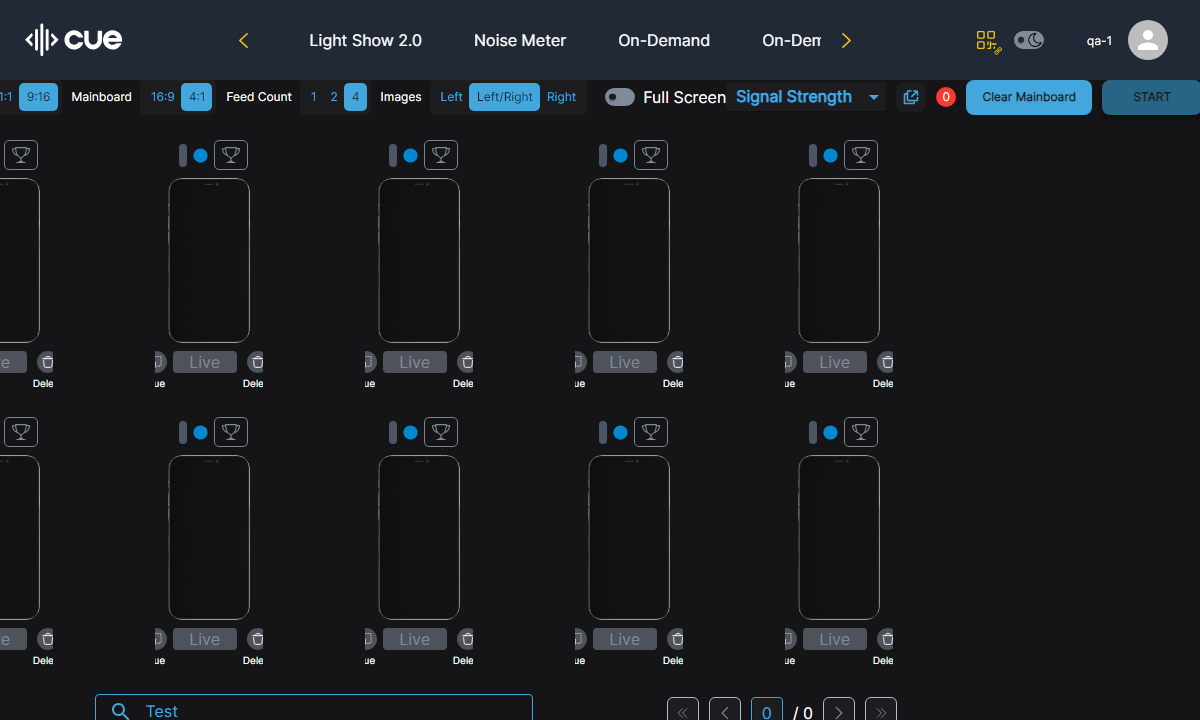 cue
Light Show 2.0 Noise Meter On-Demand On-Dem
qa-1
1:1 9:16 Mainboard 16:9 4:1 Feed Count 1 2 4 Images Left Left/Right Right Full Screen Signal Strength 0 Clear Mainboard START
e Live Live Live Live
Dele ue Dele ue Dele ue Dele ue Dele
e Live Live Live Live
Dele ue Dele ue Dele ue Dele ue Dele
Test 0 / 0